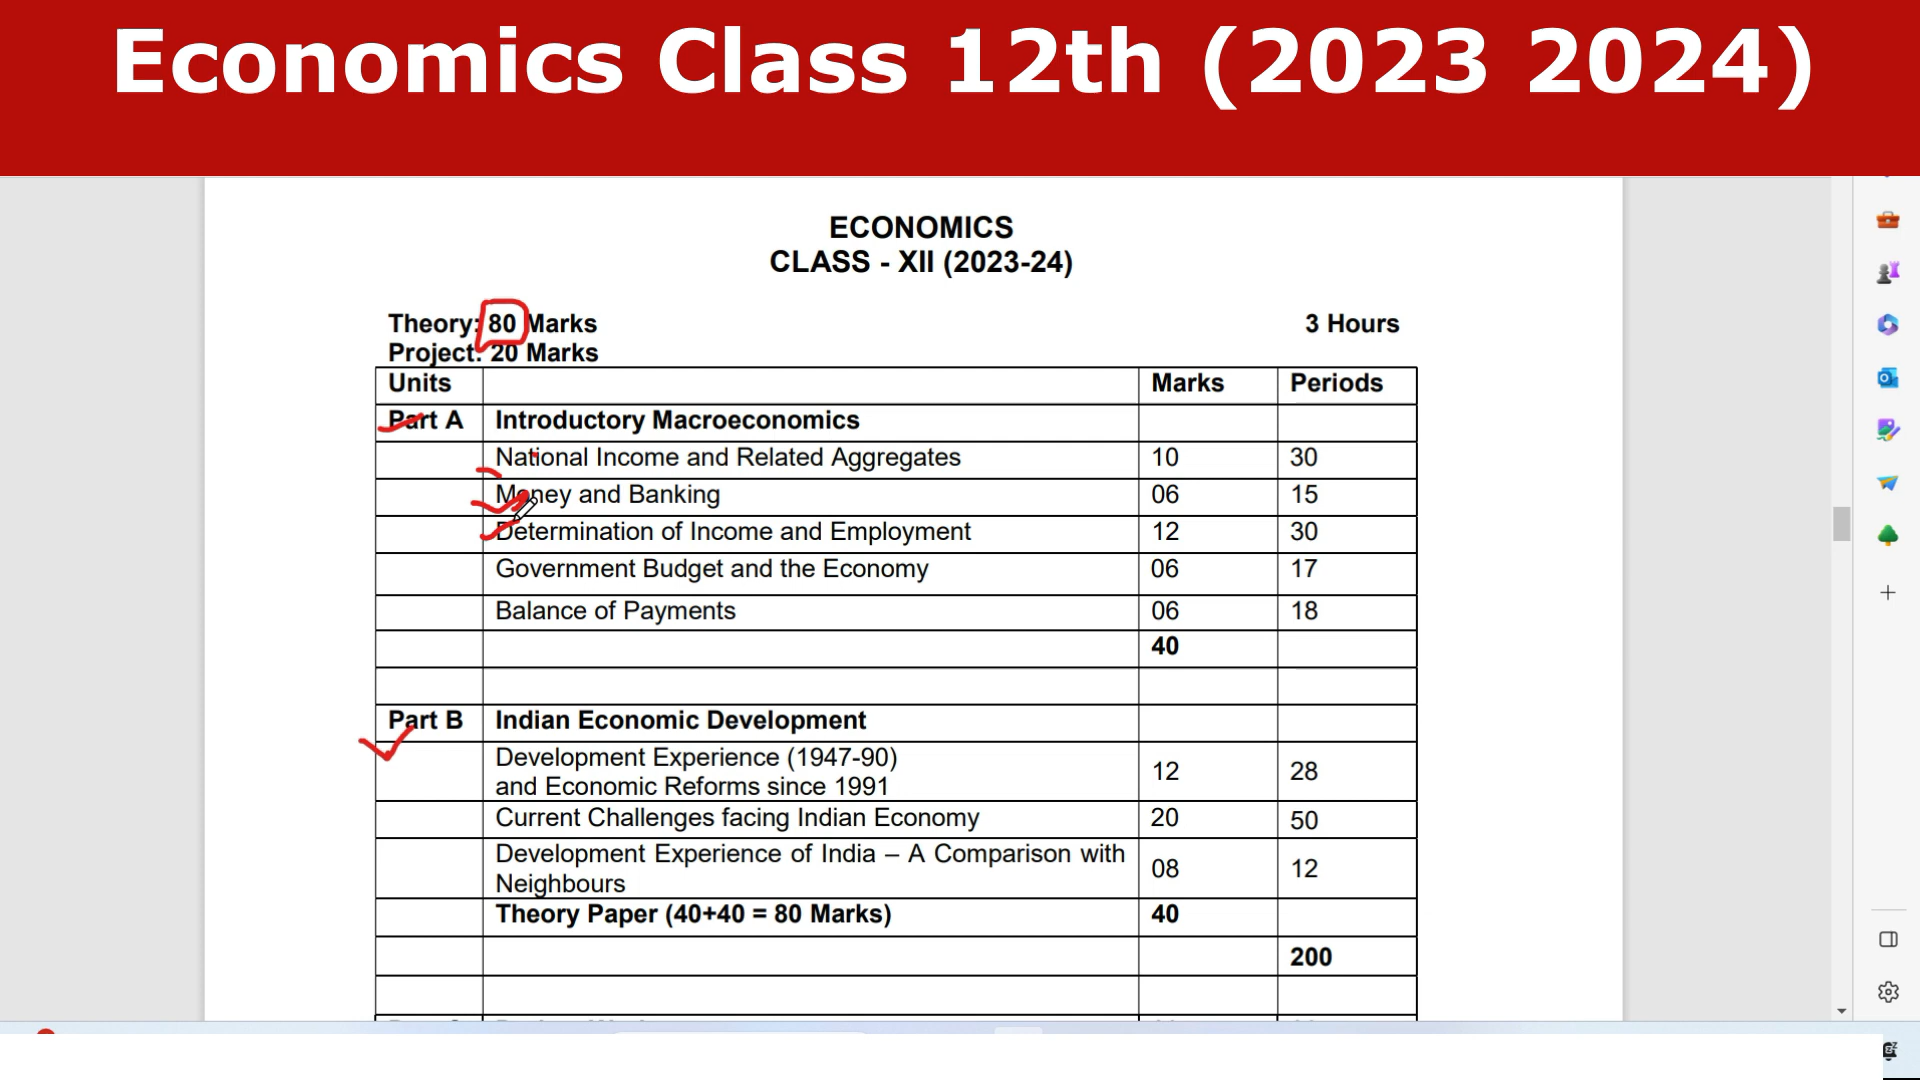 Economics Class 12th (2023 2024)
ECONOMICS
CLASS - XII (2023-24)
Theory: 80 Marks 3 Hours
Project: 20 Marks
Units Marks Periods
Part A Introductory Macroeconomics
National Income and Related Aggregates 10 30
Money and Banking 06 15
Determination of Income and Employment 12 30
Government Budget and the Economy 06 17
Balance of Payments 06 18
40
Part B Indian Economic Development
Development Experience (1947-90)
and Economic Reforms since 1991 12 28
Current Challenges facing Indian Economy 20 50
Development Experience of India – A Comparison with
Neighbours 08 12
Theory Paper (40+40 = 80 Marks) 40
200